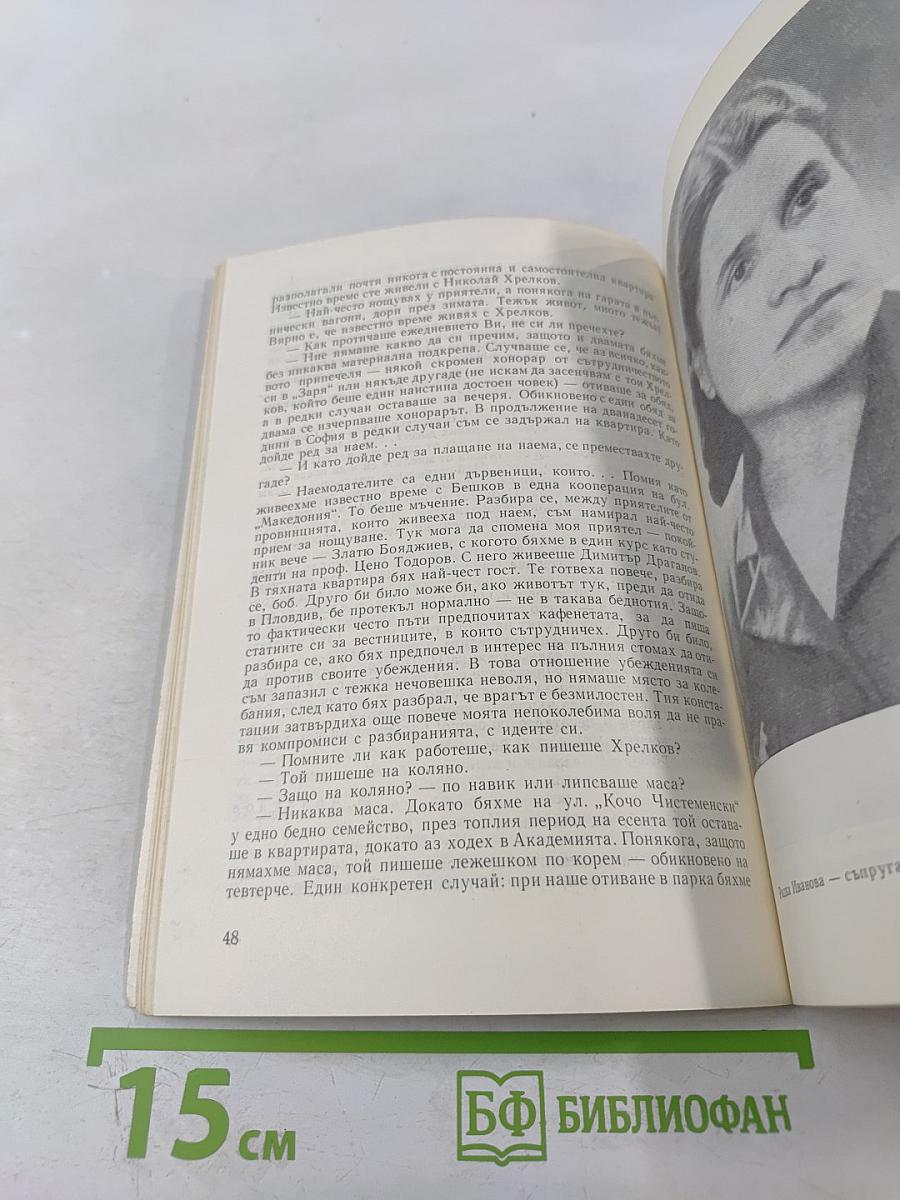 разполагали почти никога с постоянна и самостоятелна квартира.
Известно време сте живели с Николай Хрелков.
— Най-често нощувах у приятели, а понякога на гарата в път-
нически вагони, дори през зимата. Тежък живот, много тежък!
Вярно е, че известно време живях с Хрелков.
— Как протичаше ежедневието Ви, не си ли пречехте?
— Ние нямаше какво да си пречим, защото и двамата бяхме
без никаква материална подкрепа. Случваше се, че аз всичко, как-
вото припечеля — някой скромен хонорар от сътрудничеството
си в „Заря" или някъде другаде (не искам да засенчвам с тои Хрел-
ков, който беше един наистина достоен човек) — отиваше за обяд,
а в редки случаи оставаше за вечеря. Обикновено с един обяд за
двама се изчерпваше хонорарът. В продължение на дванадесет го-
дини в София в редки случаи съм се задържал на квартира. Като
дойде ред за наем. . .
— И като дойде ред за плащане на наема, се премествахте дру-
гаде?
— Наемодателите са едни дървеници, които. . . Помня като
живеехме известно време с Бешков в една кооперация на бул.
„Македония". То беше мъчение. Разбира се, между приятелите от
провинцията, които живееха под наем, съм намирал най-често
прием за нощуване. Тук мога да спомена моя приятел — покой-
ник вече — Златю Бояджиев, с когото бяхме в един курс като сту-
денти на проф. Цено Тодоров. С него живееше Димитър Драганов.
В тяхната квартира бях най-чест гост. Те готвеха повече, разбира
се, боб. Друго би било може би, ако животът тук, преди да отида
в Пловдив, бе протекъл нормално — не в такава беднотия. Защо-
то фактически често пъти предпочитах кафенетата, за да пиша
статиите си за вестниците, в които сътрудничех. Друго би било,
разбира се, ако бях предпочел в интерес на пълния стомах да оти-
да против своите убеждения. В това отношение убежденията си
съм запазил с тежка нечовешка неволя, но нямаше място за коле-
бания, след като бях разбрал, че врагът е безмилостен. Тия конста-
тации затвърдиха още повече моята непоколебима воля да не пра-
вя компромиси с разбиранията, с идеите си.
— Помните ли как работеше, как пишеше Хрелков?
— Той пишеше на коляно.
— Защо на коляно? — по навик или липсваше маса?
— Никаква маса. Докато бяхме на ул. „Кочо Чистеменски"
у едно бедно семейство, през топлия период на есента той оста­ва-
ше в квартирата, докато аз ходех в Академията. Понякога, защото
нямахме маса, той пишеше лежешком по корем — обикновено на
тевтерче. Един конкретен случай: при наше отиване в парка бяхме
48
Иванова — съпруга
15 см
БФ БИБЛИОФАН